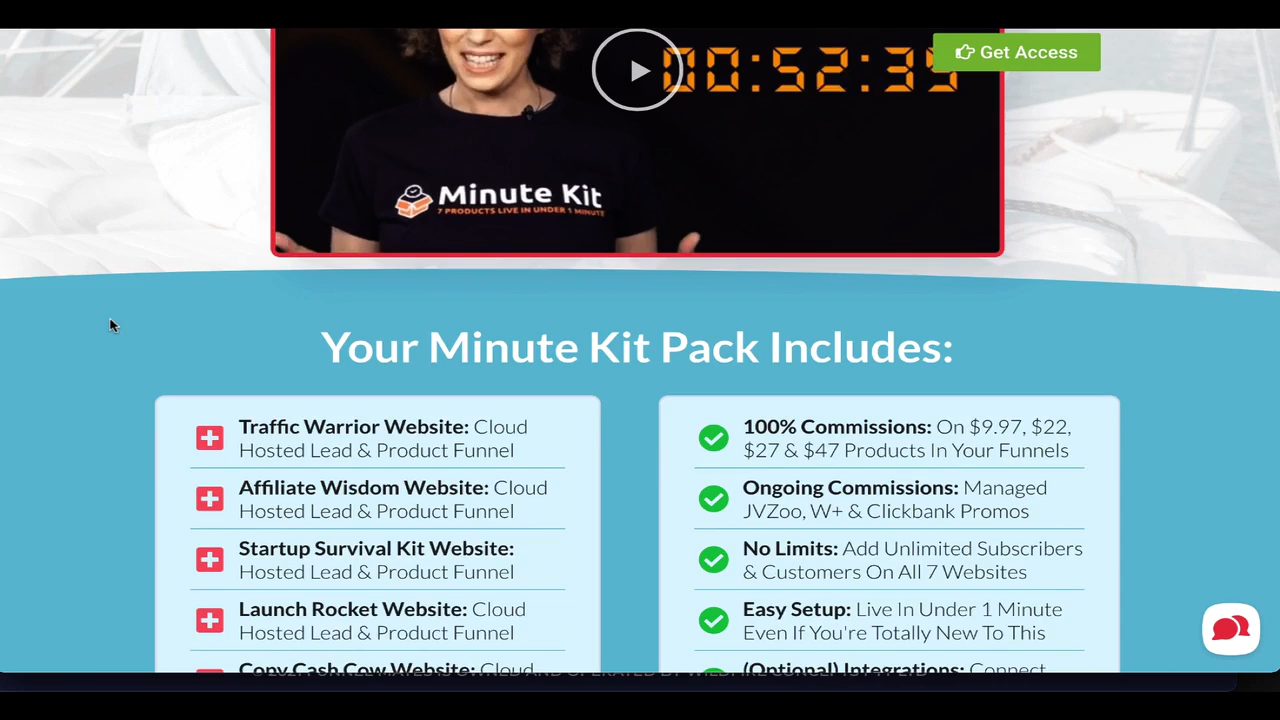 Get Access
00:52:35
Minute Kit
7 PRODUCTS LIVE IN UNDER 1 MINUTE
Your Minute Kit Pack Includes:
Traffic Warrior Website: Cloud
Hosted Lead & Product Funnel
Affiliate Wisdom Website: Cloud
Hosted Lead & Product Funnel
Startup Survival Kit Website:
Hosted Lead & Product Funnel
Launch Rocket Website: Cloud
Hosted Lead & Product Funnel
Copy Cash Cow Website: Cloud
100% Commissions: On $9.97, $22,
$27 & $47 Products In Your Funnels
Ongoing Commissions: Managed
JVZoo, W+ & Clickbank Promos
No Limits: Add Unlimited Subscribers
& Customers On All 7 Websites
Easy Setup: Live In Under 1 Minute
Even If You're Totally New To This
(Optional) Integrations: Connect